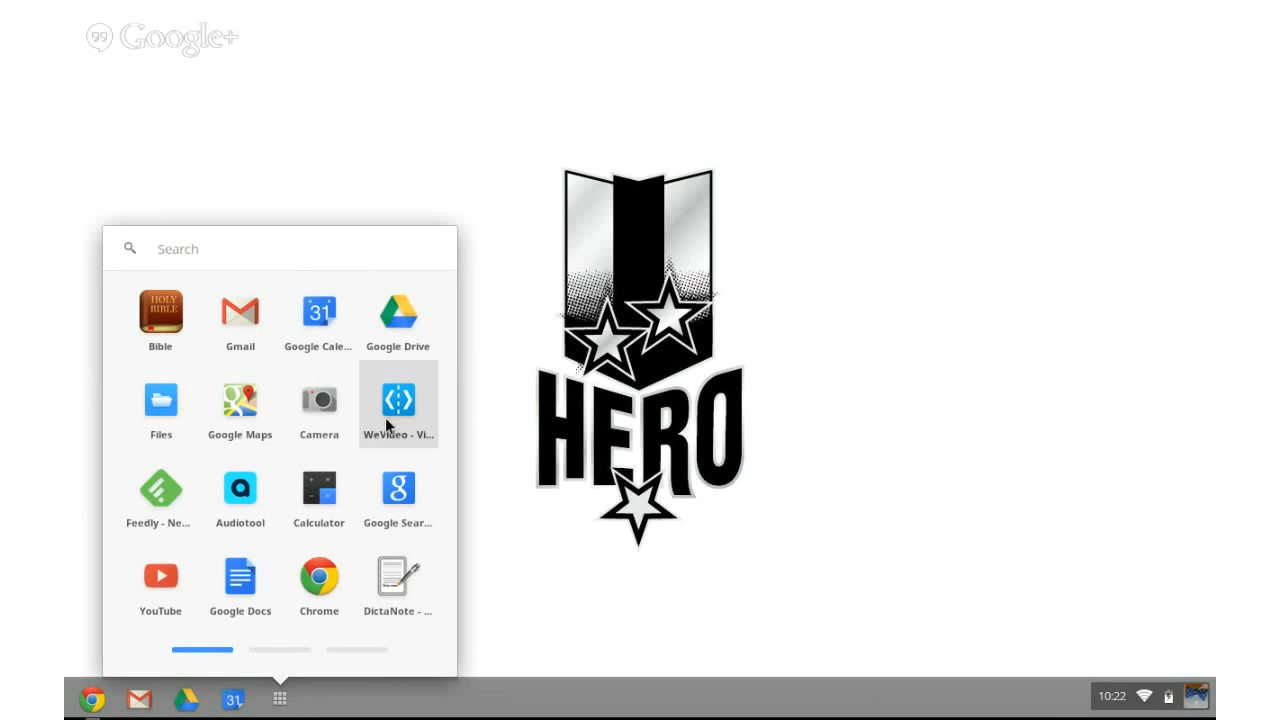 99 Google+
Search
HOLY
BIBLE
31
Bible
Gmail
Google Cale...
Google Drive
Files
Google Maps
Camera
WeVideo - Vi...
Feedly - Ne...
Audiotool
Calculator
Google Sear...
YouTube
Google Docs
Chrome
DictaNote - ...
HERO
31
10:22